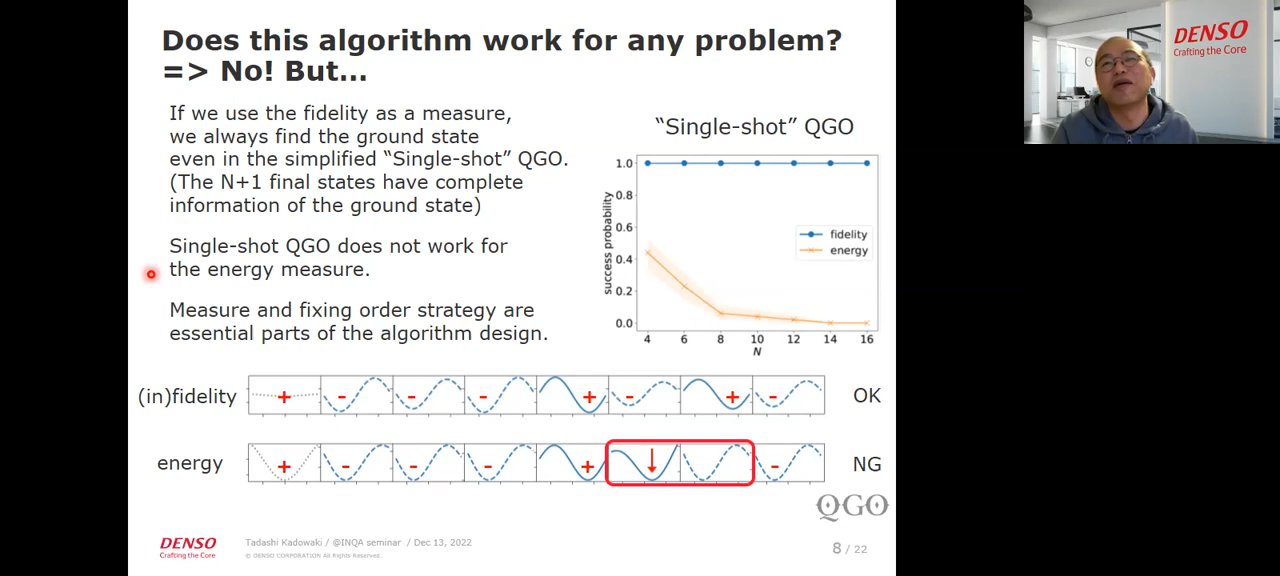 Does this algorithm work for any problem?
=> No! But...
If we use the fidelity as a measure,
we always find the ground state
even in the simplified “Single-shot” QGO.
(The N+1 final states have complete
information of the ground state)
Single-shot QGO does not work for
the energy measure.
Measure and fixing order strategy are
essential parts of the algorithm design.
“Single-shot” QGO
success probability
1.0
0.8
0.6
0.4
0.2
0.0
fidelity
energy
4 6 8 10 12 14 16
N
(in)fidelity + - - - + - + - OK
energy + - - - + ↓ - NG
QGO
DENSO
Crafting the Core
Tadashi Kadowaki / @INQA seminar / Dec 13, 2022
© DENSO CORPORATION All Rights Reserved.
8 / 22
DENSO
Crafting the Core